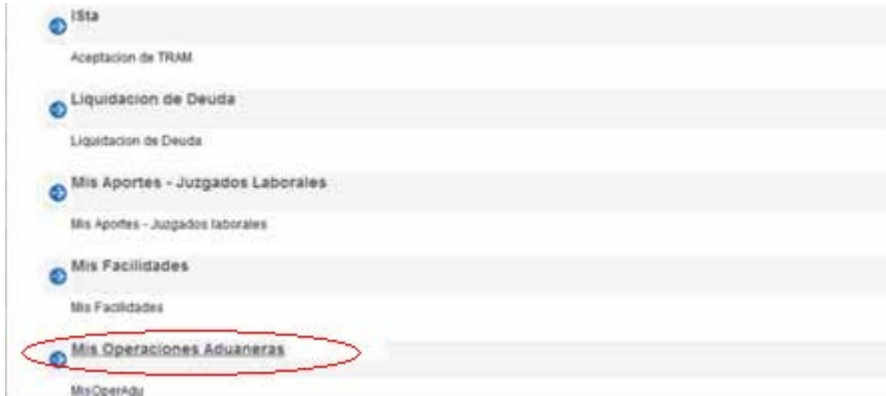 ISta
Aceptacion de TRAM
Liquidacion de Deuda
Liquidacion de Deuda
Mis Aportes - Juzgados Laborales
Mis Aportes - Juzgados laborales
Mis Facilidades
Mis Facilidades
Mis Operaciones Aduaneras
MisOperAdu